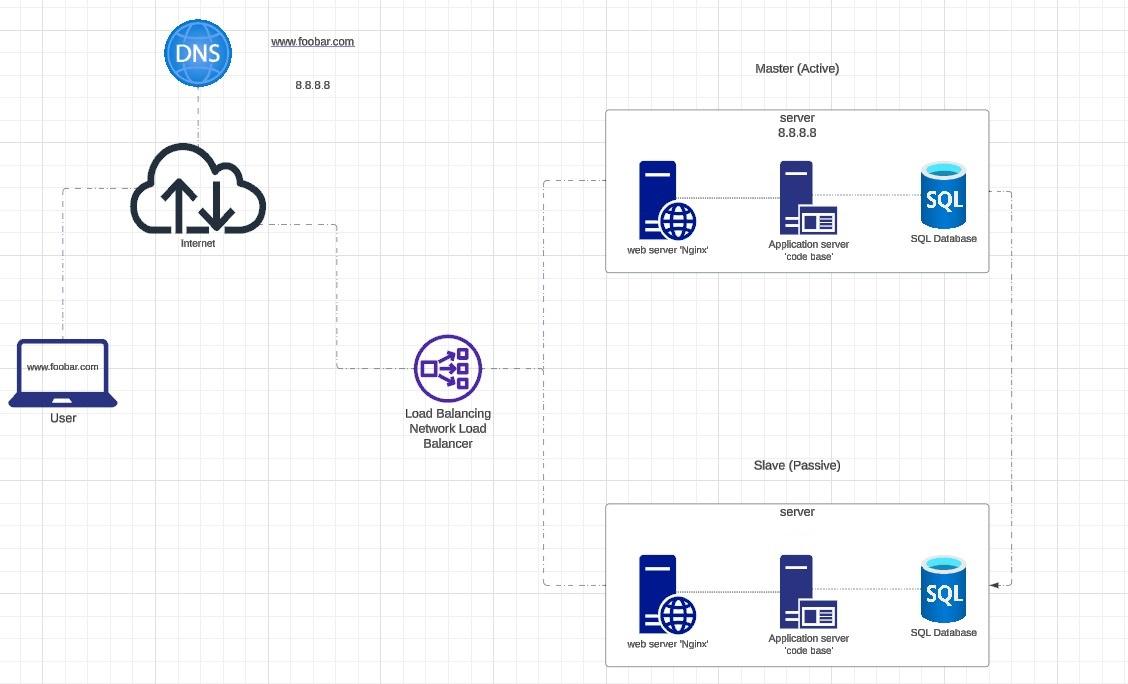 DNS
www.foobar.com
8.8.8.8
Internet
www.foobar.com
User
Load Balancing
Network Load
Balancer
Master (Active)
server
8.8.8.8
web server 'Nginx'
Application server
'code base'
SQL
SQL Database
Slave (Passive)
server
web server 'Nginx'
Application server
'code base'
SQL
SQL Database